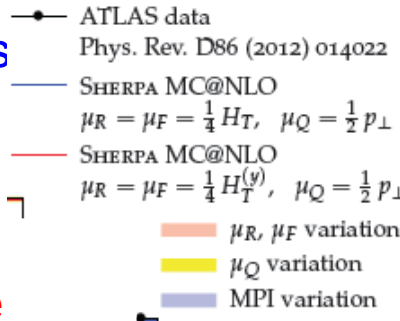 ATLAS data
s
Phys. Rev. D86 (2012) 014022
SHERPA MC@NLO
μR = μF = ¼ HT, μQ = ½ p⊥
SHERPA MC@NLO
μR = μF = ¼ HT(y), μQ = ½ p⊥
μR, μF variation
μQ variation
MPI variation
e